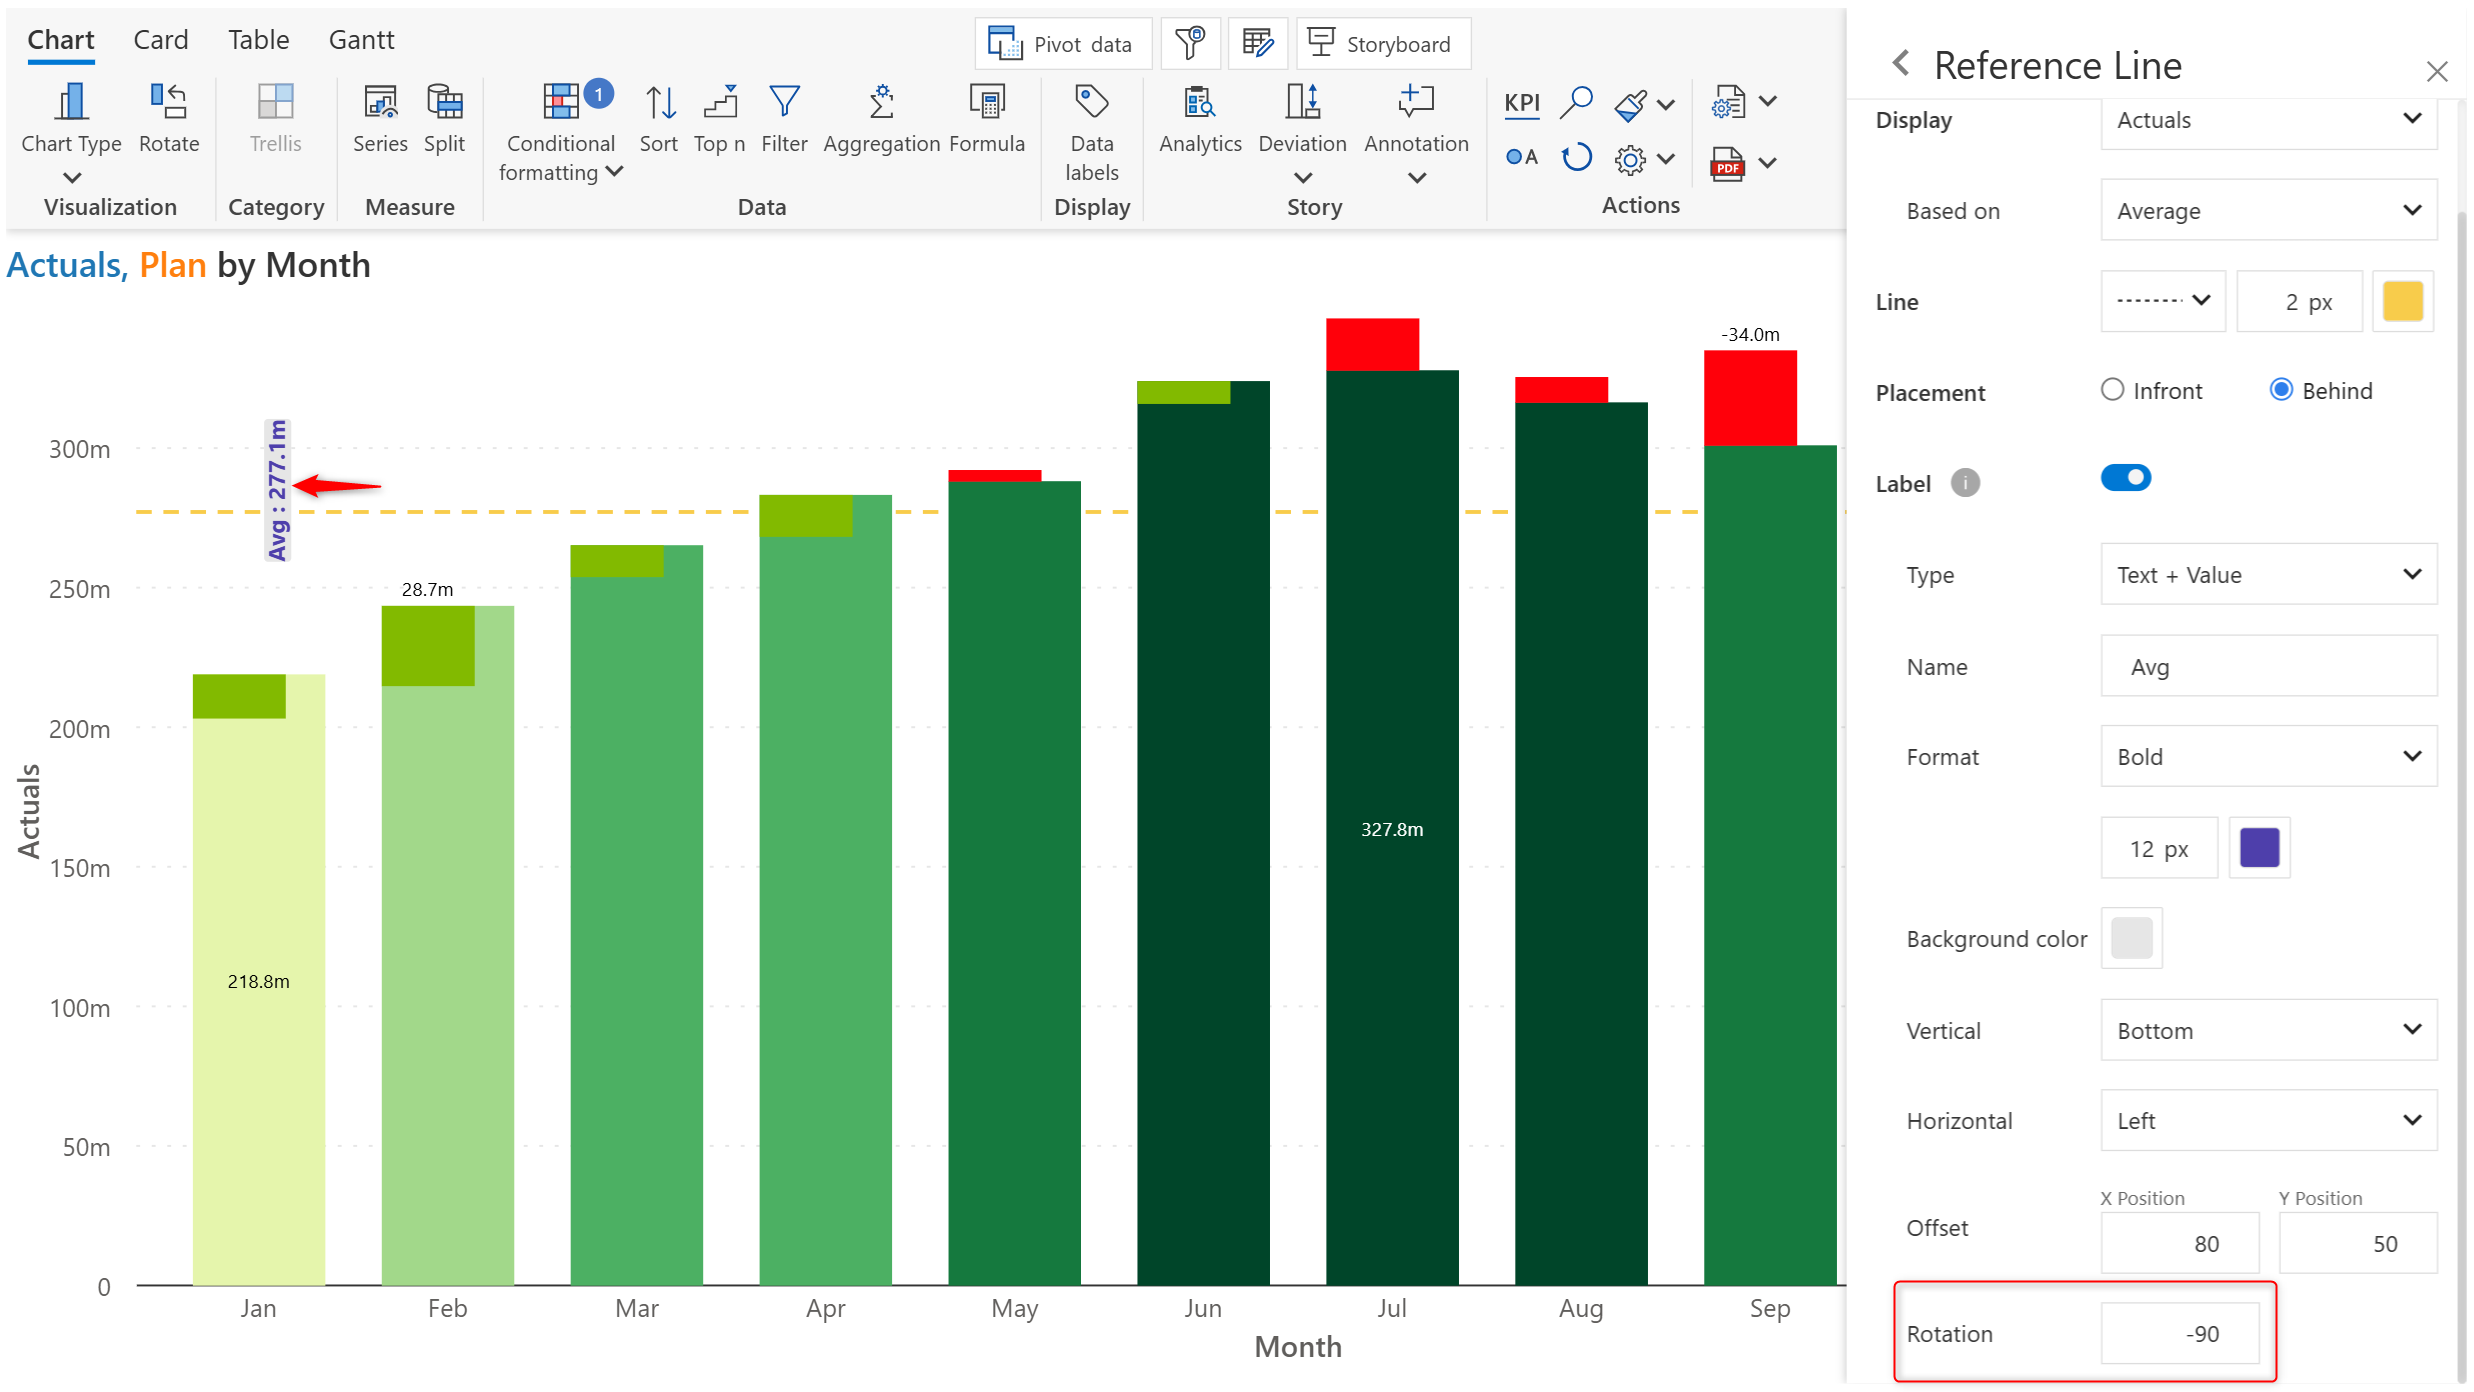 Chart Card Table Gantt
Pivot data
Storyboard
Chart Type
Rotate
Visualization
Trellis
Category
Series
Split
Measure
Conditional
formatting
1
Sort
Top n
Filter
Aggregation
Formula
Data
Data
labels
Display
Analytics
Deviation
Annotation
Story
KPI
A
PDF
Actions
Actuals, Plan by Month
Actuals
300m
250m
200m
150m
100m
50m
0
Avg : 277.1m
218.8m
28.7m
327.8m
-34.0m
Jan Feb Mar Apr May Jun Jul Aug Sep
Month
Reference Line
Display Actuals
Based on Average
Line 2 px
Placement Infront Behind
Label i
Type Text + Value
Name Avg
Format Bold
12 px
Background color
Vertical Bottom
Horizontal Left
X Position Y Position
Offset 80 50
Rotation -90